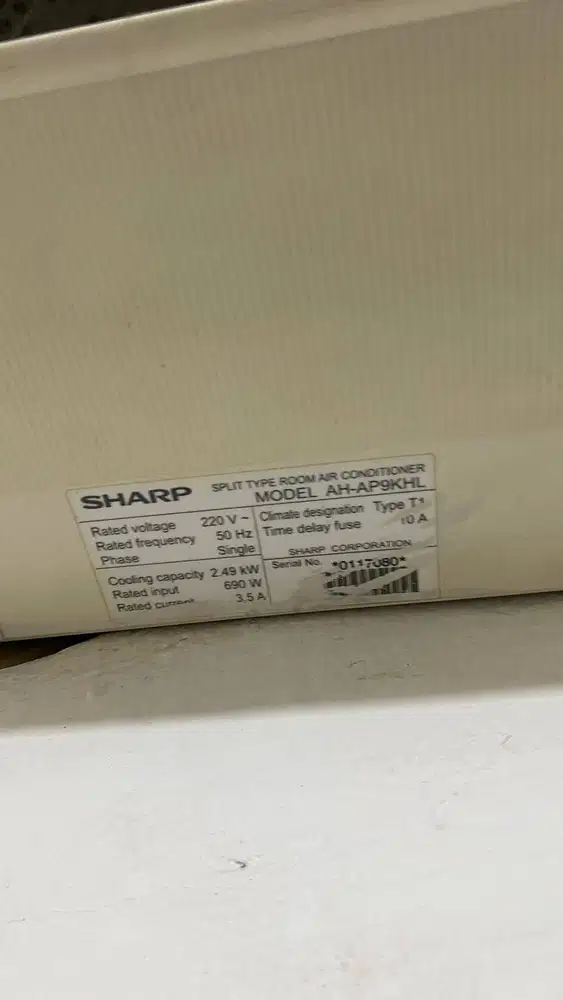 SHARP
SPLIT TYPE ROOM AIR CONDITIONER
MODEL AH-AP9KHL
Rated voltage 220 V ~
Rated frequency 50 Hz
Phase Single
Cooling capacity 2.49 kW
Rated input 690 W
Rated current 3.5 A
Climate designation Type T1
Time delay fuse 10 A
SHARP CORPORATION
Serial No. *0117080*